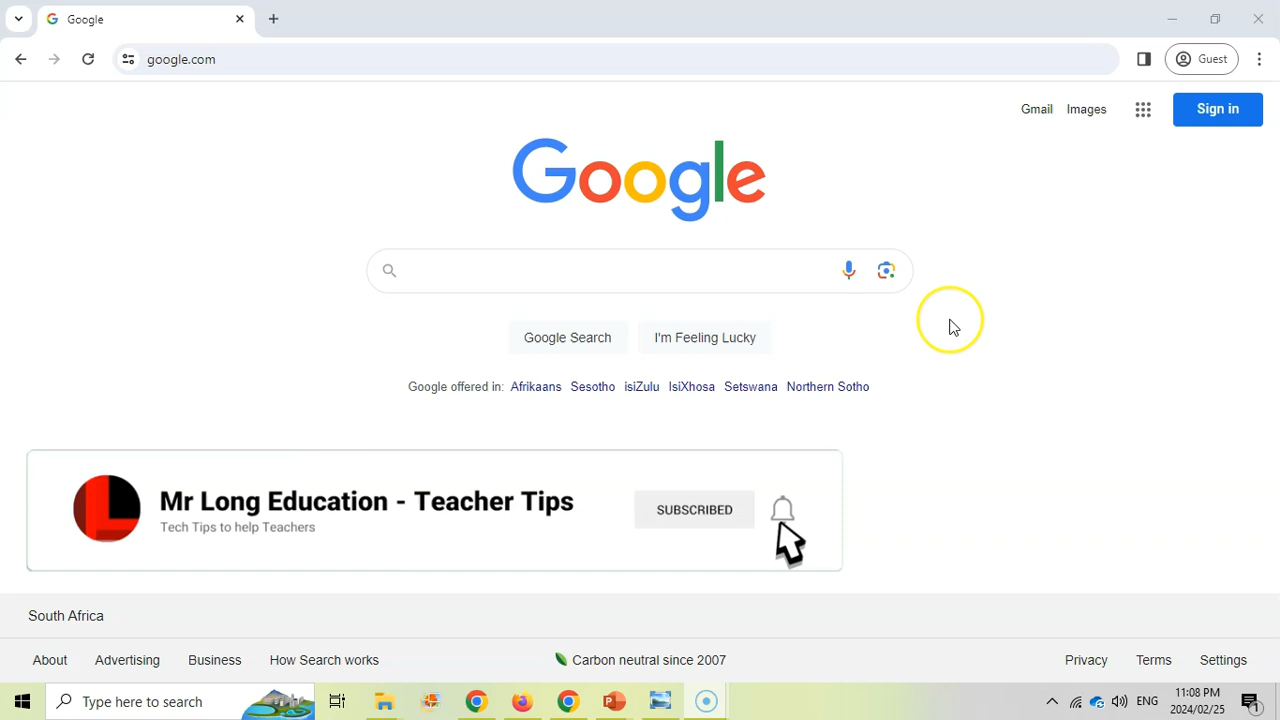 Google
google.com
Guest
Gmail Images Sign in
Google
Google Search I'm Feeling Lucky
Google offered in: Afrikaans Sesotho isiZulu IsiXhosa Setswana Northern Sotho
Mr Long Education - Teacher Tips
Tech Tips to help Teachers
SUBSCRIBED
South Africa
About Advertising Business How Search works Carbon neutral since 2007 Privacy Terms Settings
Type here to search
ENG
11:08 PM
2024/02/25
1